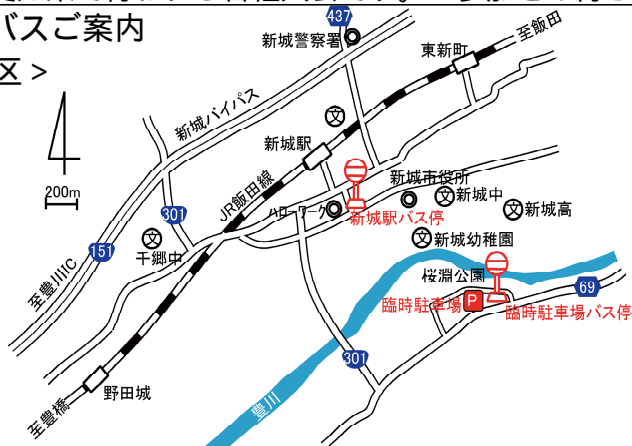 バスご案内
区 >
437
新城警察署
東新町
至飯田
新城バイパス
文
新城駅
200m
JR飯田線
新城市役所
301
ハローワーク
文新城中
新城駅バス停
文新城高
文
千郷中
151
文新城幼稚園
至豊川IC
桜淵公園
69
臨時駐車場
P
臨時駐車場バス停
301
野田城
豊川
至豊橋